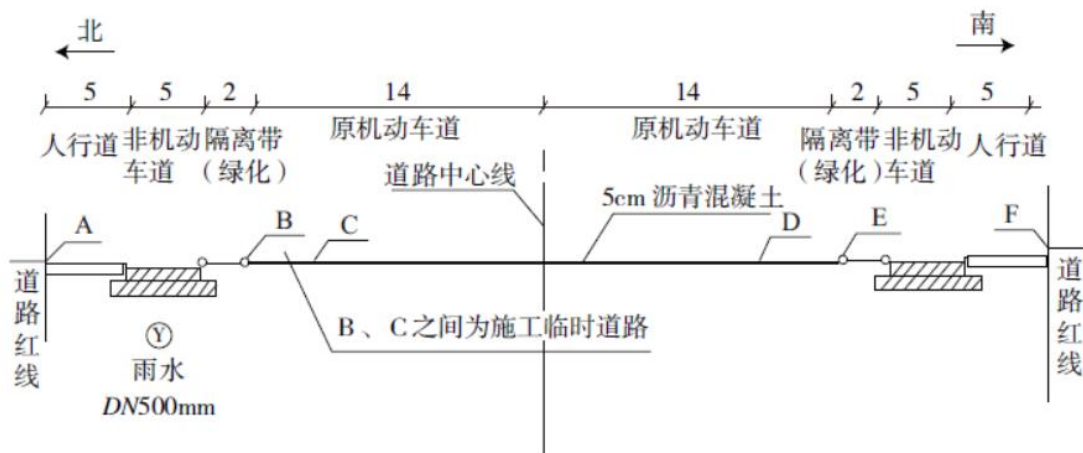 北
南
5 5 2 14 14 2 5 5
人行道 非机动车道 隔离带（绿化） 原机动车道 原机动车道 隔离带（绿化） 非机动车道 人行道
道路中心线
5cm 沥青混凝土
A B C D E F
道路红线
B、C之间为施工临时道路
道路红线
Y
雨水
DN500mm